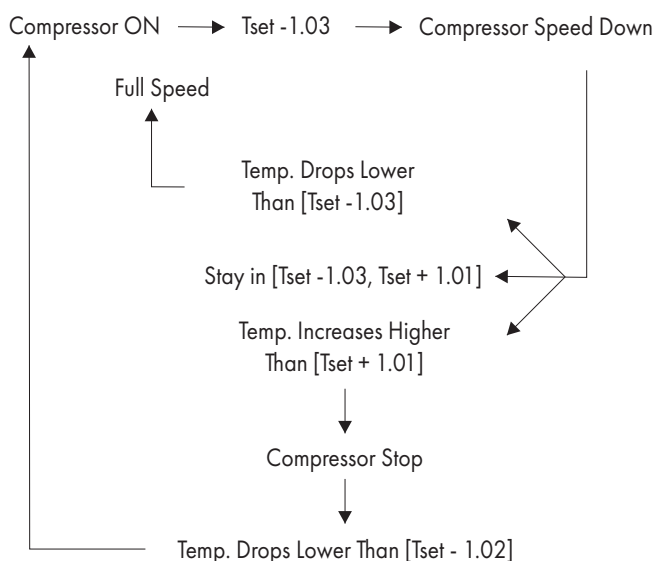 Compressor ON
Tset -1.03
Compressor Speed Down
Full Speed
Temp. Drops Lower
Than [Tset -1.03]
Stay in [Tset -1.03, Tset + 1.01]
Temp. Increases Higher
Than [Tset + 1.01]
Compressor Stop
Temp. Drops Lower Than [Tset - 1.02]